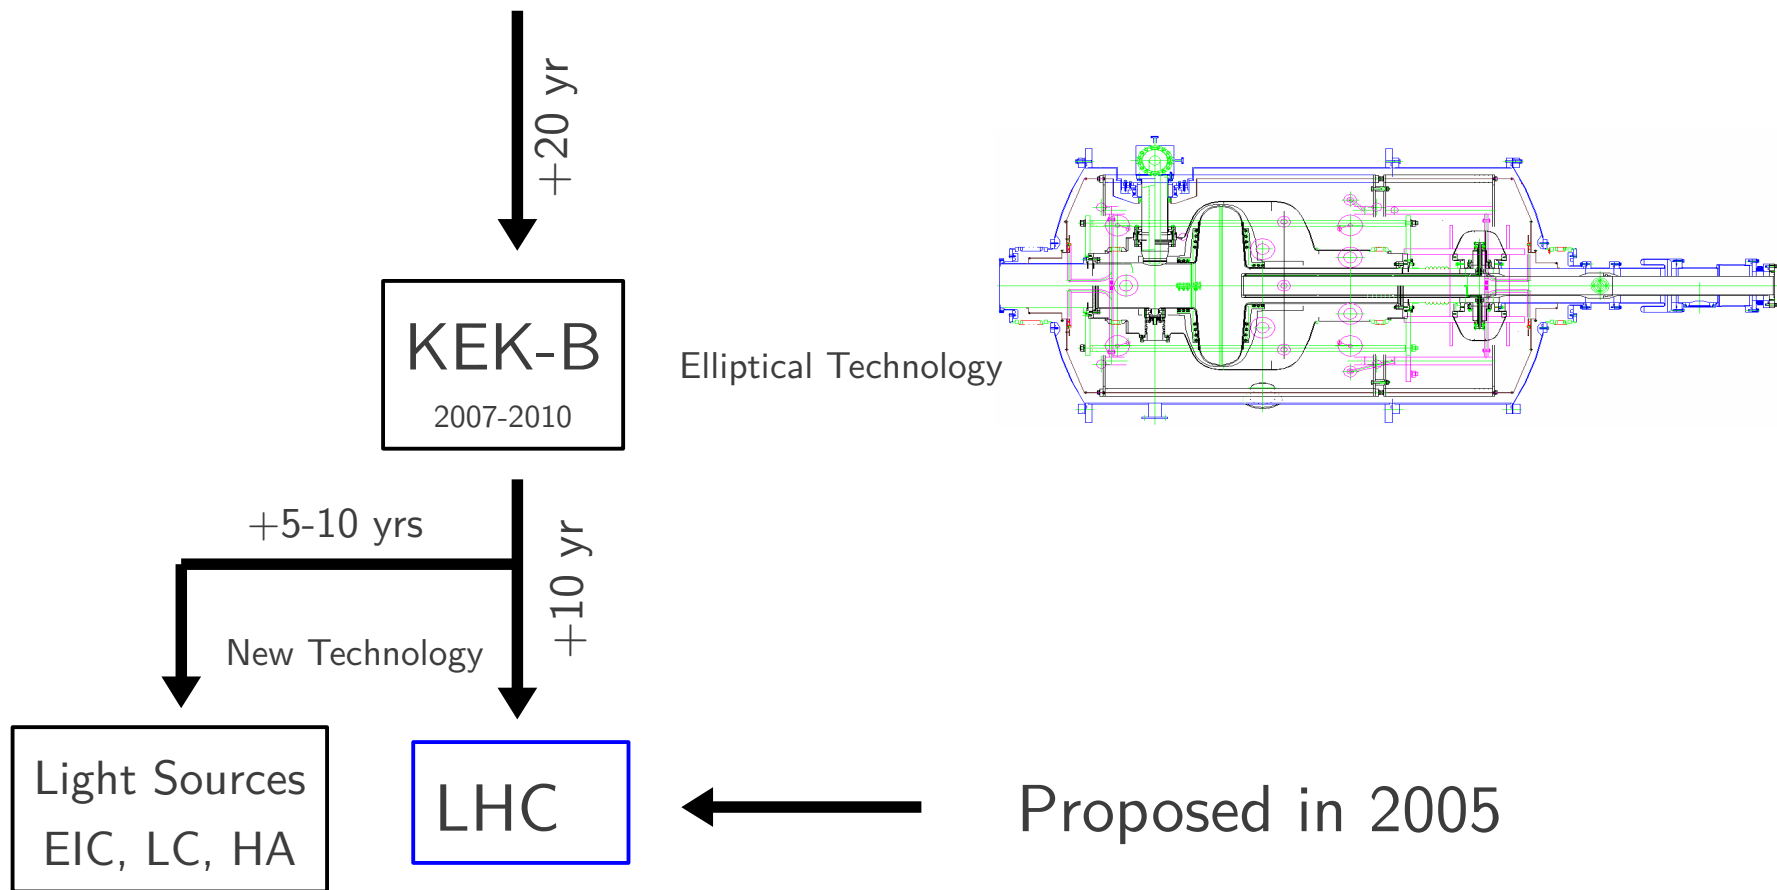 +20 yr
KEK-B
2007-2010
Elliptical Technology
+5-10 yrs
+10 yr
New Technology
Light Sources
EIC, LC, HA
LHC
Proposed in 2005